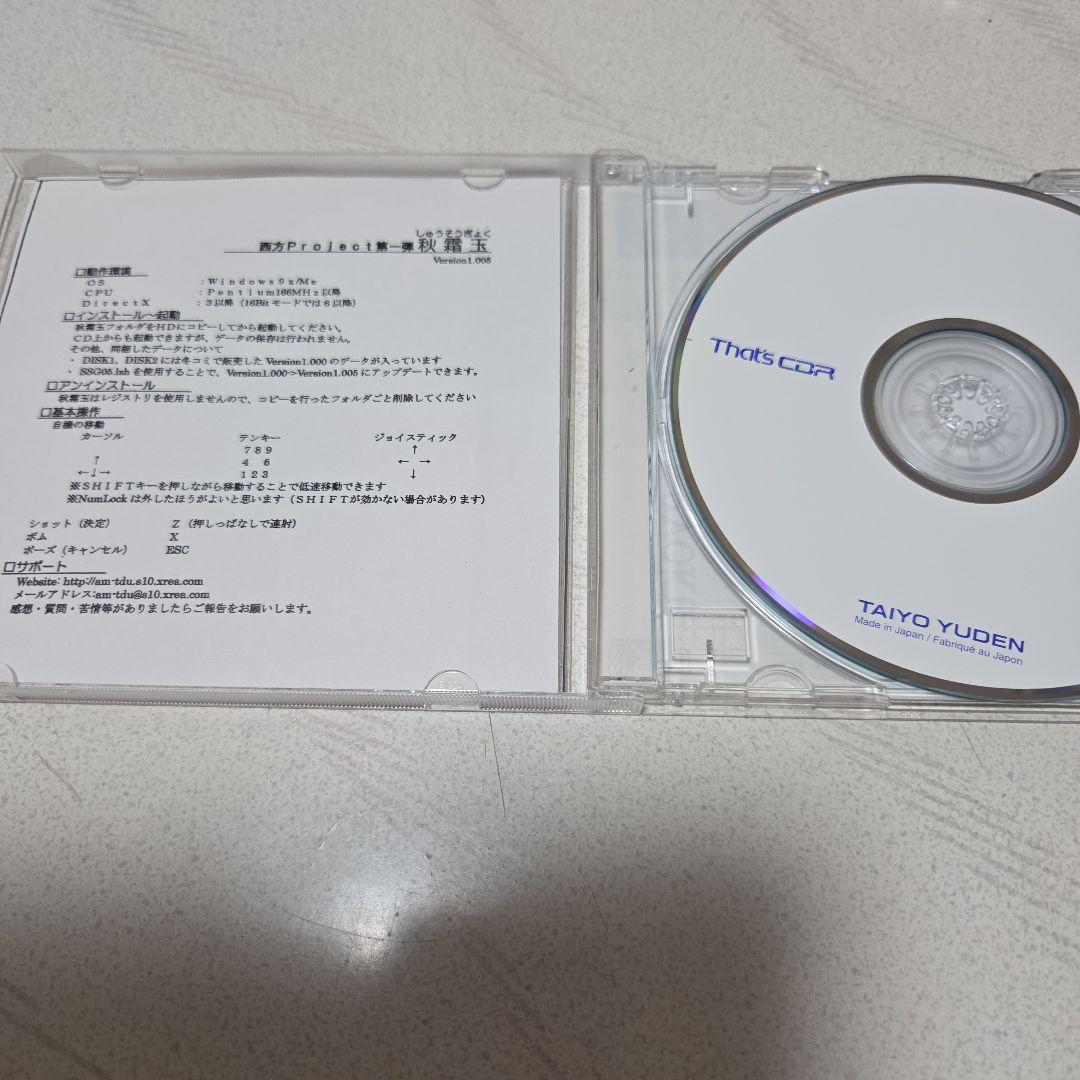 しゅうそうぎょく
西方Project第一弾 秋霜玉
Version1.005
□動作環境
OS :Windows9x/Me
CPU :Pentium166MHz以降
DirectX :3以降(16Bitモードでは6以降)
□インストール~起動
秋霜玉フォルダをHDにコピーしてから起動してください。
CD上からも起動できますが、データの保存は行われません。
その他、同梱したデータについて
・ DISK1、DISK2には冬コミで販売したVersion1.000のデータが入っています
・ SSG05.lzhを使用することで、Version1.000->Version1.005にアップデートできます。
□アンインストール
秋霜玉はレジストリを使用しませんので、コピーを行ったフォルダごと削除してください
□基本操作
自機の移動
カーソル テンキー ジョイスティック
↑ 7 8 9 ↑
←↓→ 4 6 ← →
1 2 3 ↓
※SHIFTキーを押しながら移動することで低速移動できます
※NumLockは外したほうがよいと思います(SHIFTが効かない場合があります)
ショット(決定) Z(押しっぱなしで連射)
ボム X
ポーズ(キャンセル) ESC
□サポート
Website: http://am-tdu.s10.xrea.com
メールアドレス:am-tdu@s10.xrea.com
感想・質問・苦情等がありましたらご報告をお願いします。
That's CD-R
TAIYO YUDEN
Made in Japan / Fabriqué au Japon